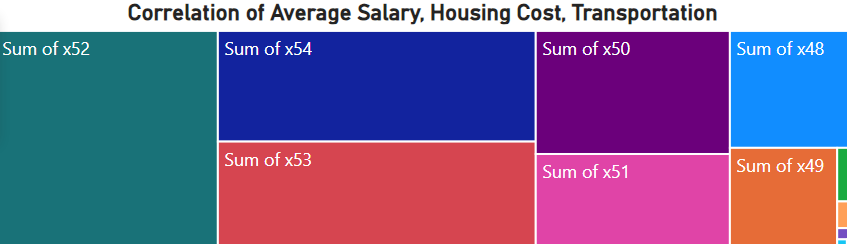 Correlation of Average Salary, Housing Cost, Transportation
Sum of x52
Sum of x54
Sum of x53
Sum of x50
Sum of x51
Sum of x48
Sum of x49